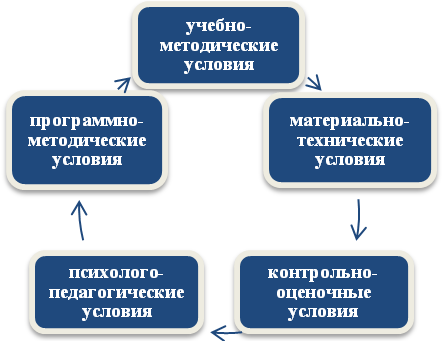 учебно-
методические
условия
материально-
технические
условия
контрольно-
оценочные
условия
психолого-
педагогические
условия
программно-
методические
условия